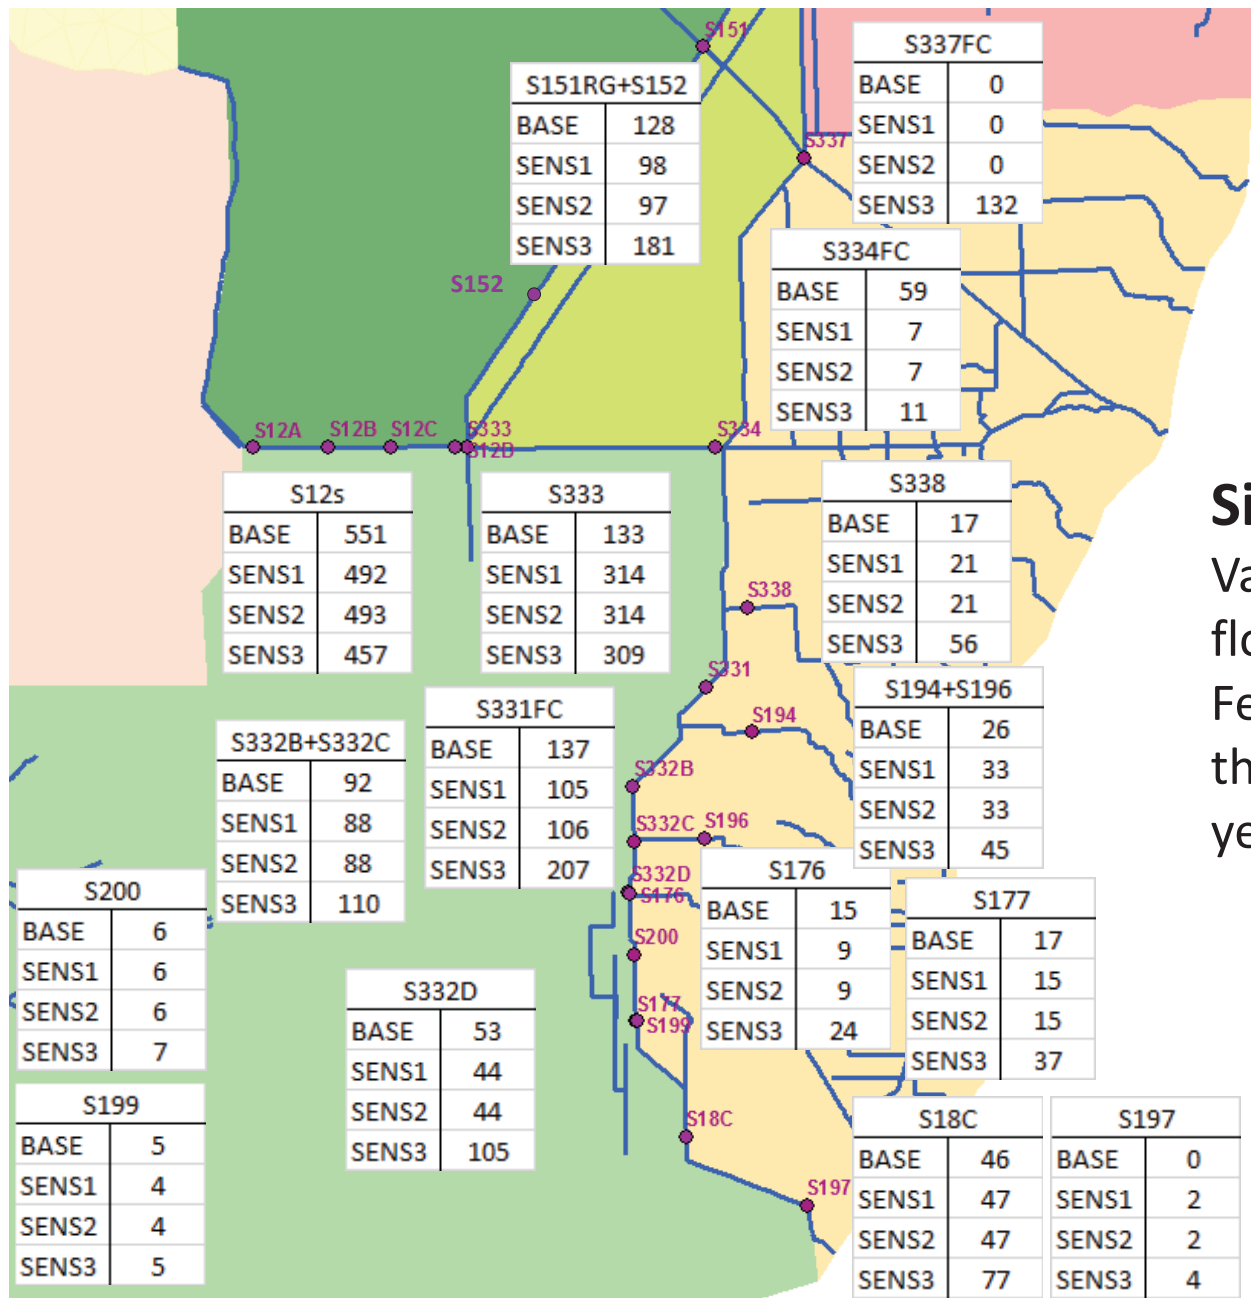 S151
S337FC
BASE 0
SENS1 0
SENS2 0
SENS3 132
S151RG+S152
BASE 128
SENS1 98
SENS2 97
SENS3 181
S337
S334FC
BASE 59
SENS1 7
SENS2 7
SENS3 11
S152
S12A
S12B
S12C
S333
S12D
S334
S12s
BASE 551
SENS1 492
SENS2 493
SENS3 457
S333
BASE 133
SENS1 314
SENS2 314
SENS3 309
S338
BASE 17
SENS1 21
SENS2 21
SENS3 56
Si
Va
flo
Fe
th
ye
S338
S331
S194
S194+S196
BASE 26
SENS1 33
SENS2 33
SENS3 45
S331FC
BASE 137
SENS1 105
SENS2 106
SENS3 207
S332B+S332C
BASE 92
SENS1 88
SENS2 88
SENS3 110
S332B
S332C
S196
S332D
S176
S200
S177
S199
S200
BASE 6
SENS1 6
SENS2 6
SENS3 7
S176
BASE 15
SENS1 9
SENS2 9
SENS3 24
S177
BASE 17
SENS1 15
SENS2 15
SENS3 37
S332D
BASE 53
SENS1 44
SENS2 44
SENS3 105
S199
BASE 5
SENS1 4
SENS2 4
SENS3 5
S18C
S197
S18C
BASE 46
SENS1 47
SENS2 47
SENS3 77
S197
BASE 0
SENS1 2
SENS2 2
SENS3 4